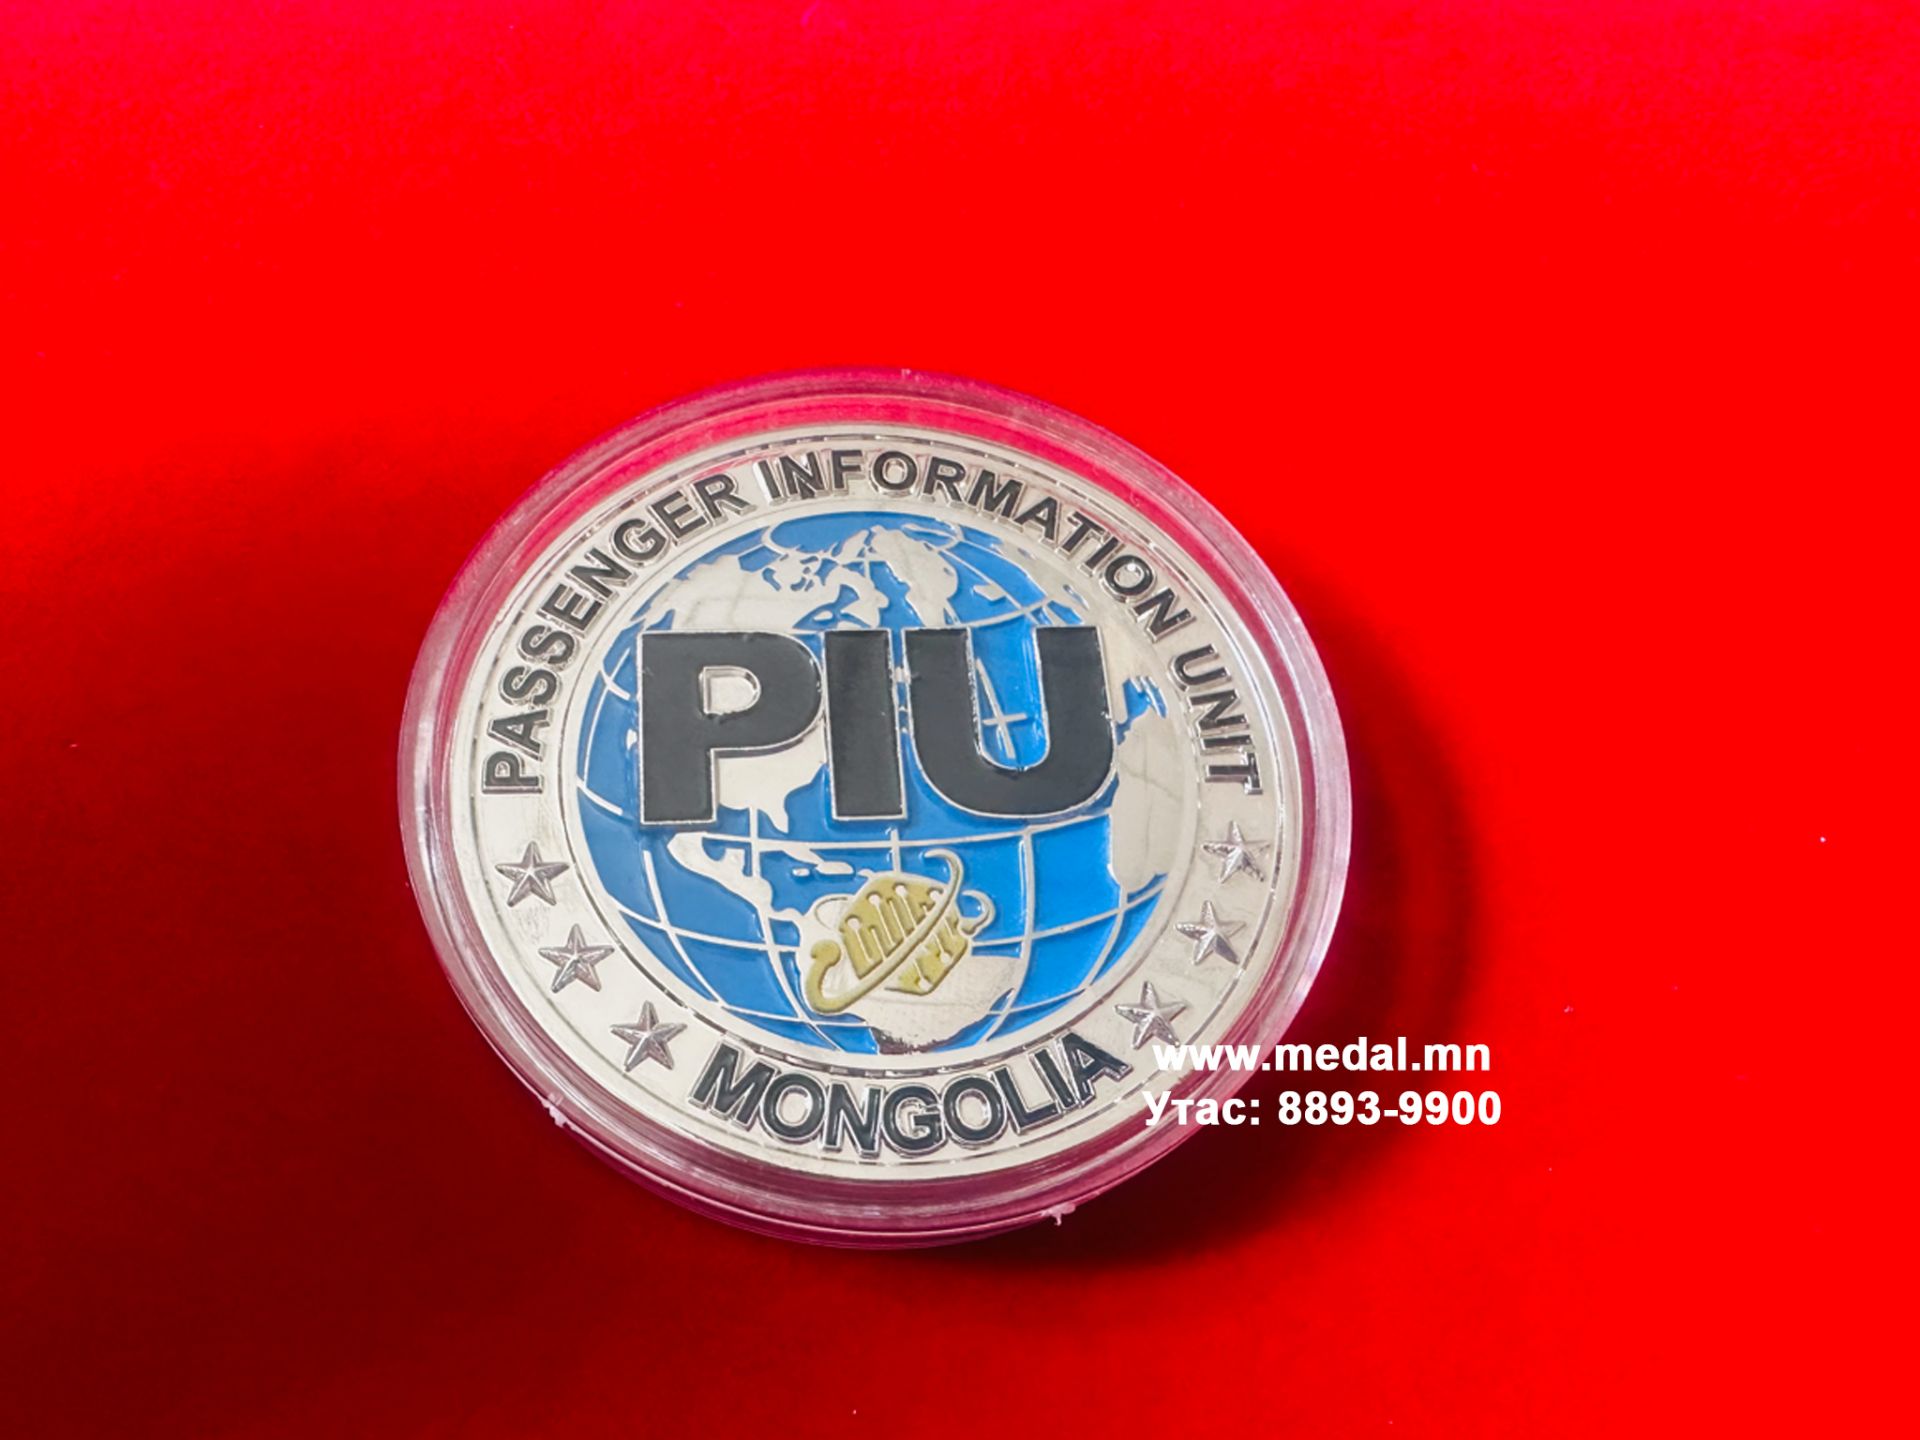 PASSENGER INFORMATION UNIT
PIU
MONGOLIA
www.medal.mn
Утас: 8893-9900